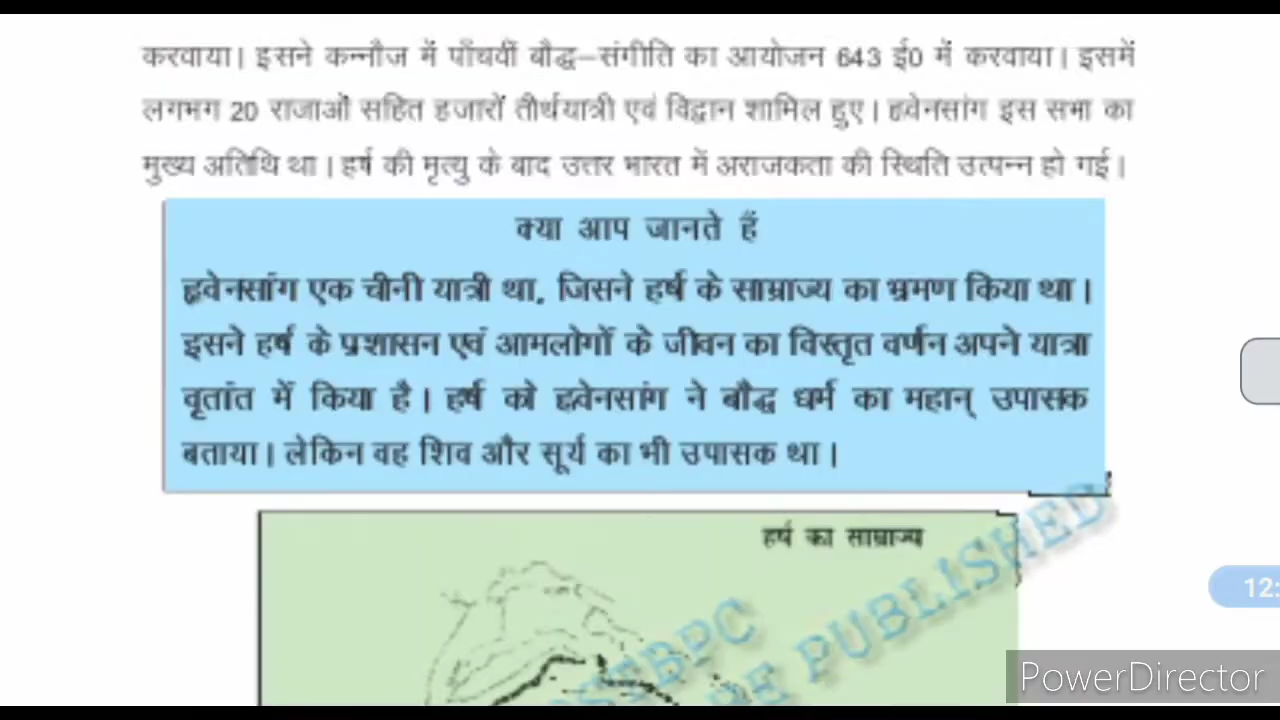 करवाया। इसने कन्नौज में पाँचवीं बौद्ध–संगीति का आयोजन 643 ई0 में करवाया। इसमें
लगभग 20 राजाओं सहित हजारों तीर्थयात्री एवं विद्वान शामिल हुए। ह्वेनसांग इस सभा का
मुख्य अतिथि था। हर्ष की मृत्यु के बाद उत्तर भारत में अराजकता की स्थिति उत्पन्न हो गई।
क्या आप जानते हैं
ह्वेनसांग एक चीनी यात्री था, जिसने हर्ष के साम्राज्य का भ्रमण किया था।
इसने हर्ष के प्रशासन एवं आमलोगों के जीवन का विस्तृत वर्णन अपने यात्रा
वृतांत में किया है। हर्ष को ह्वेनसांग ने बौद्ध धर्म का महान् उपासक
बताया। लेकिन वह शिव और सूर्य का भी उपासक था।
हर्ष का साम्राज्य
BE PUBLISHED
12:
PowerDirector